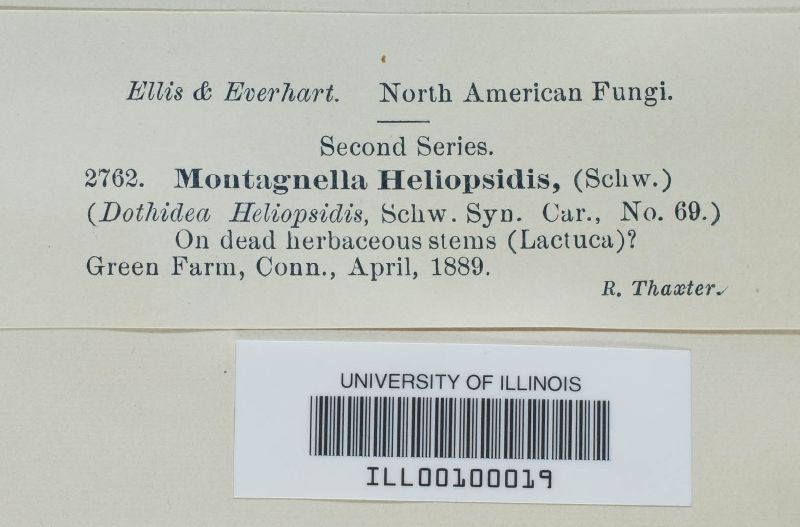 Ellis & Everhart. North American Fungi.
Second Series.
2762. Montagnella Heliopsidis, (Schw.)
(Dothidea Heliopsidis, Schw. Syn. Car., No. 69.)
On dead herbaceous stems (Lactuca)?
Green Farm, Conn., April, 1889.
R. Thaxter.
UNIVERSITY OF ILLINOIS
ILL00100019